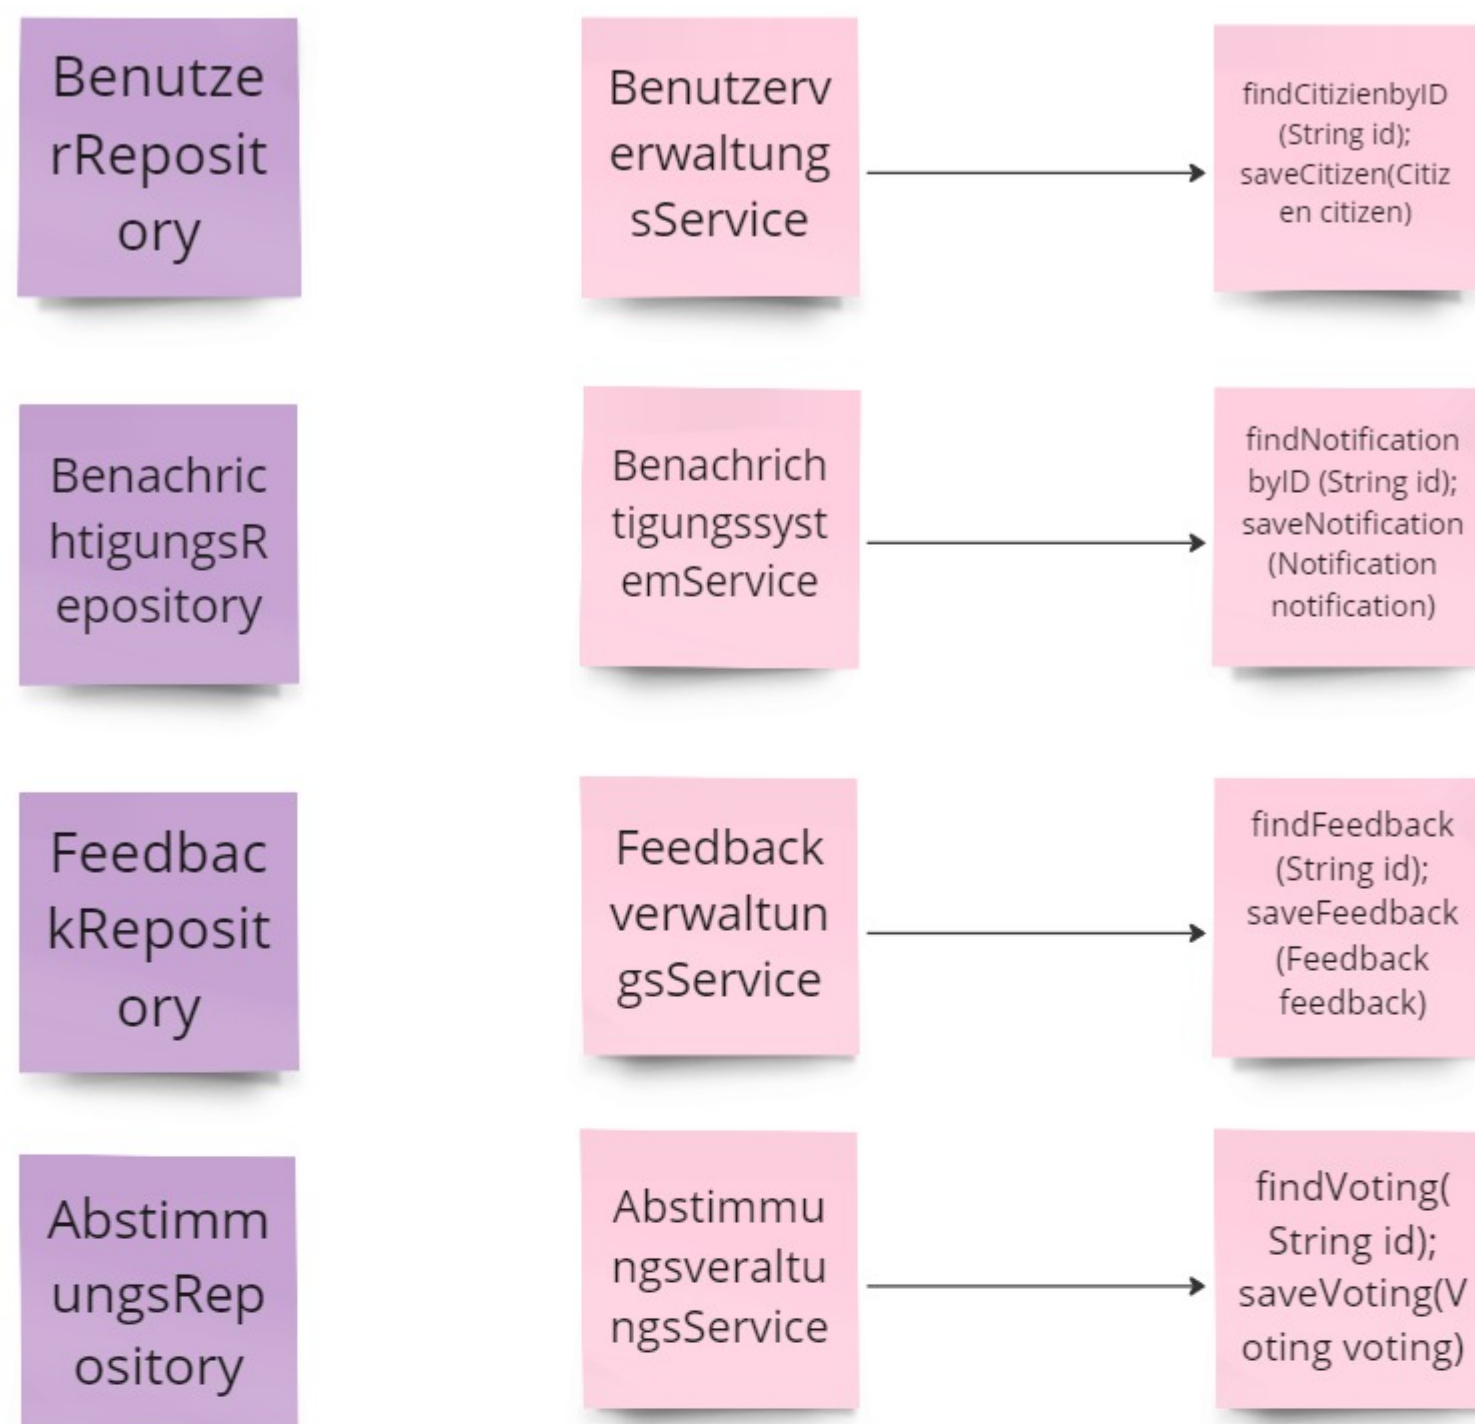 Benutze
rReposit
ory
Benutzerv
erwaltung
sService
findCitizienbyID
(String id);
saveCitizen(Citiz
en citizen)
Benachric
htigungsR
epository
Benachrich
tigungssyst
emService
findNotification
byID (String id);
saveNotification
(Notification
notification)
Feedbac
kReposit
ory
Feedback
verwaltun
gsService
findFeedback
(String id);
saveFeedback
(Feedback
feedback)
Abstimm
ungsRep
ository
Abstimmu
ngsveraltu
ngsService
findVoting(
String id);
saveVoting(V
oting voting)